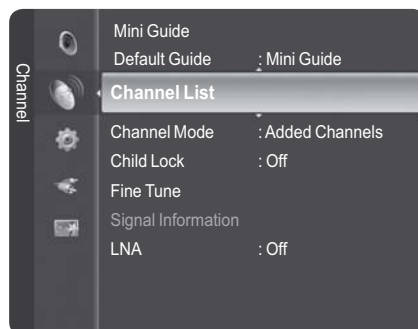 Channel
Mini Guide
Default Guide : Mini Guide
Channel List
Channel Mode : Added Channels
Child Lock : Off
Fine Tune
Signal Information
LNA : Off